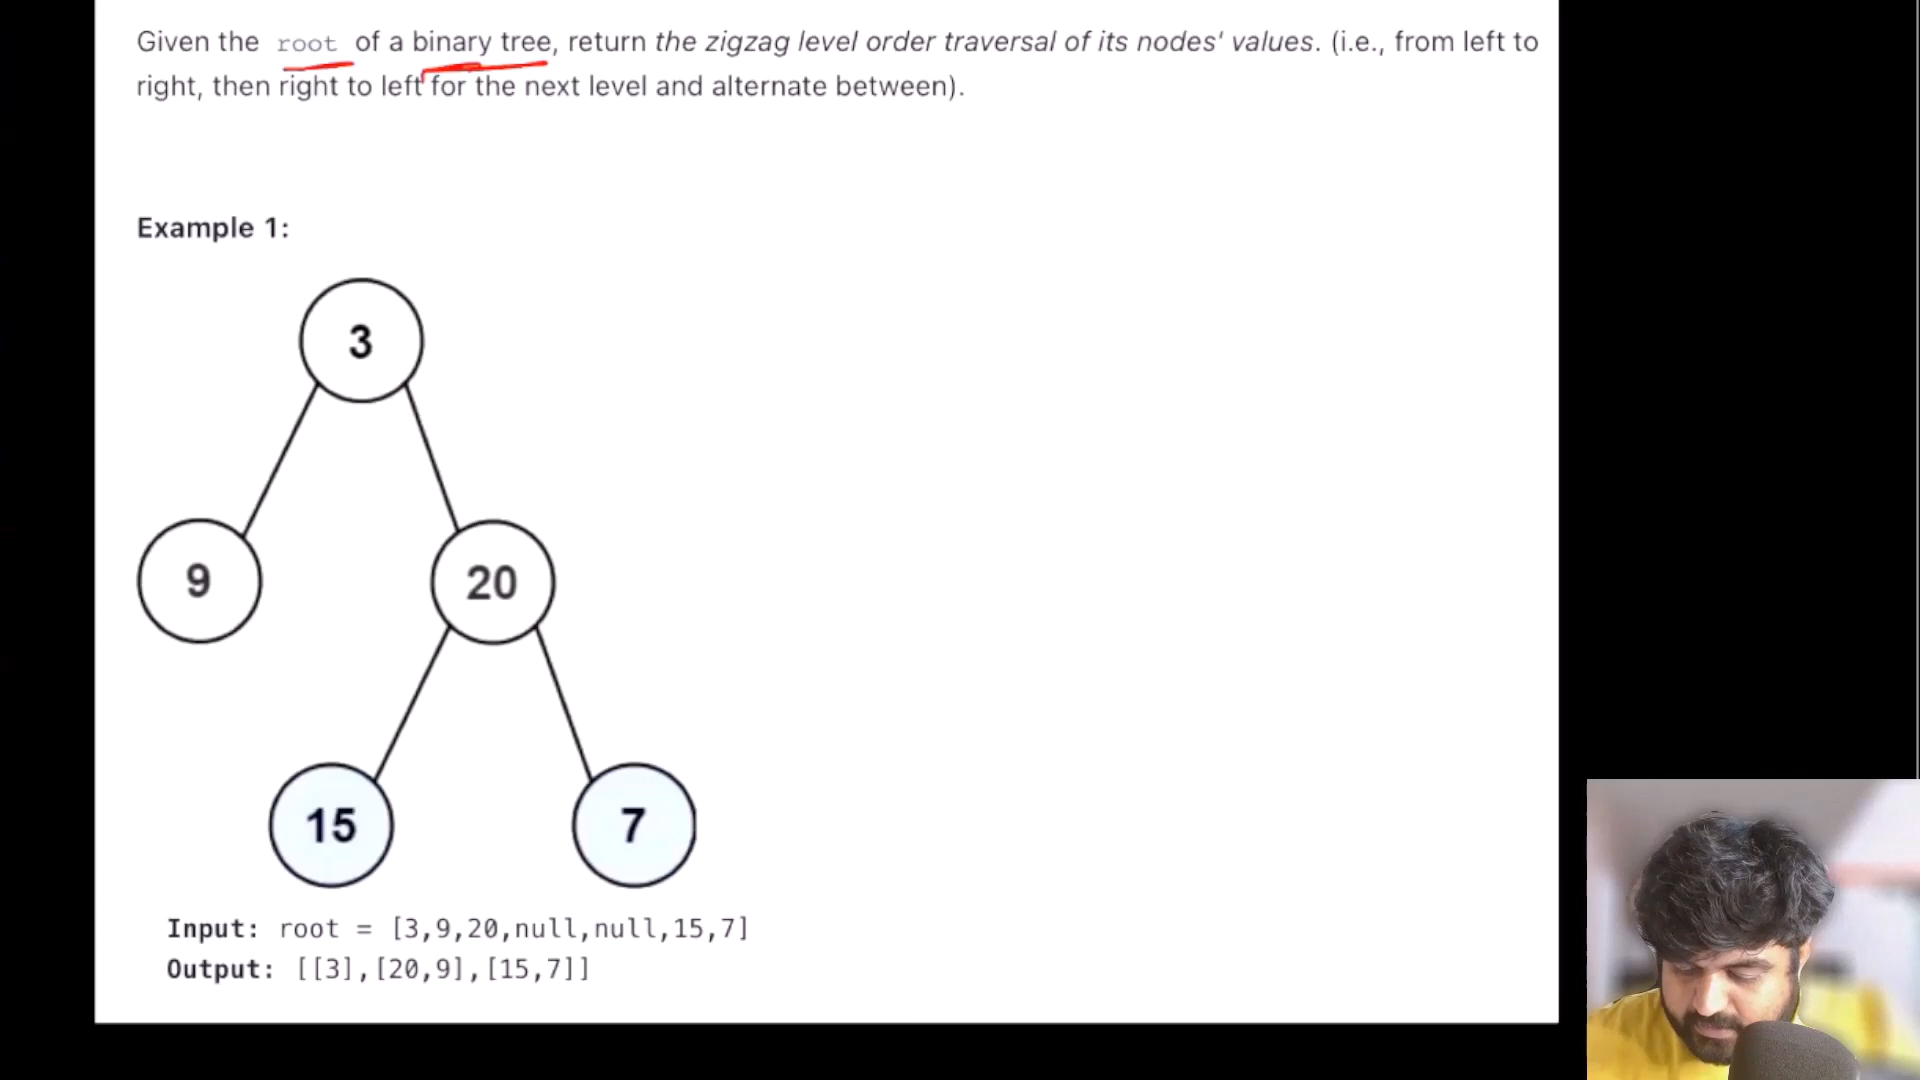 Given the root of a binary tree, return the zigzag level order traversal of its nodes' values. (i.e., from left to
right, then right to left for the next level and alternate between).
Example 1:
3
9
20
15
7
Input: root = [3,9,20,null,null,15,7]
Output: [[3],[20,9],[15,7]]